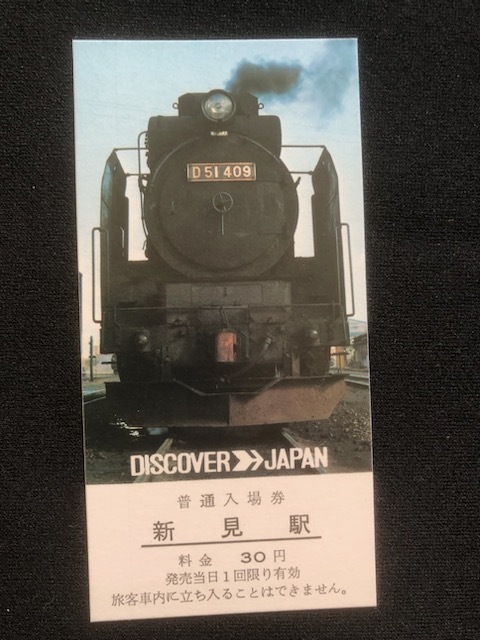 D51 409
DISCOVER JAPAN
普通入場券
新見駅
料金 30円
発売当日1回限り有効
旅客車内に立ち入ることはできません。